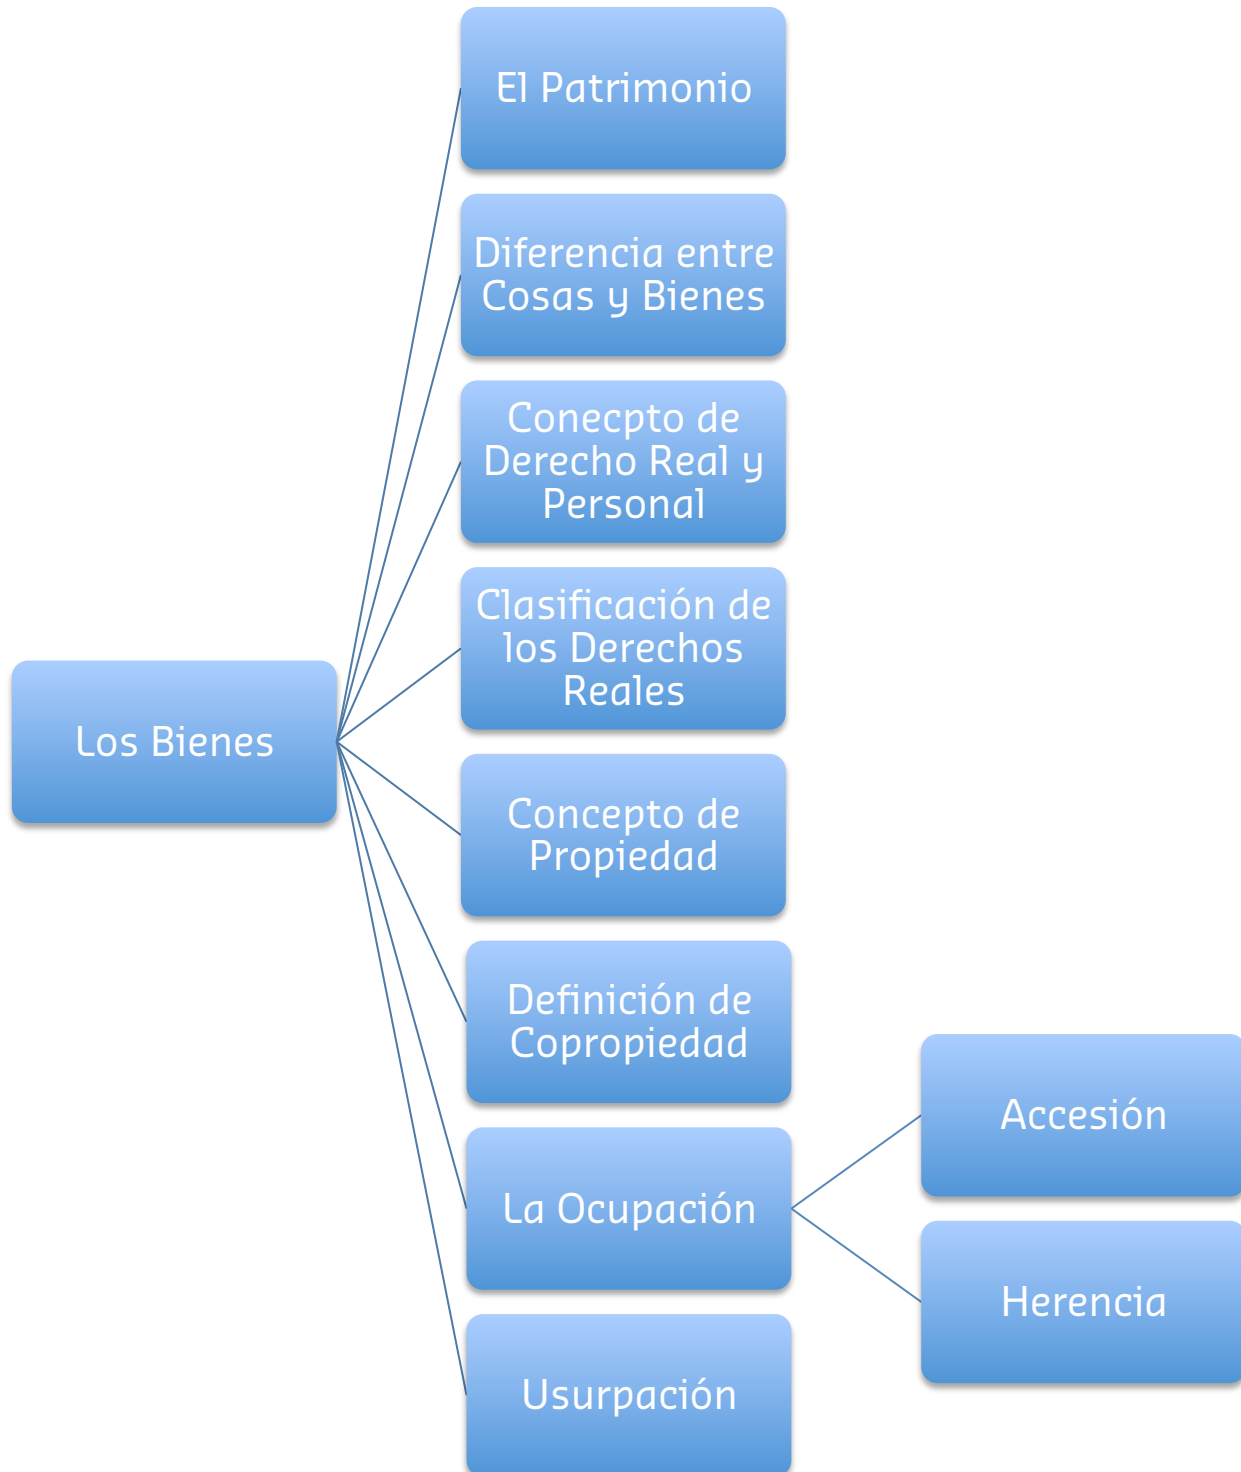 El Patrimonio
Diferencia entre
Cosas y Bienes
Conecpto de
Derecho Real y
Personal
Clasificación de
los Derechos
Reales
Los Bienes
Concepto de
Propiedad
Definición de
Copropiedad
La Ocupación
Accesión
Herencia
Usurpación